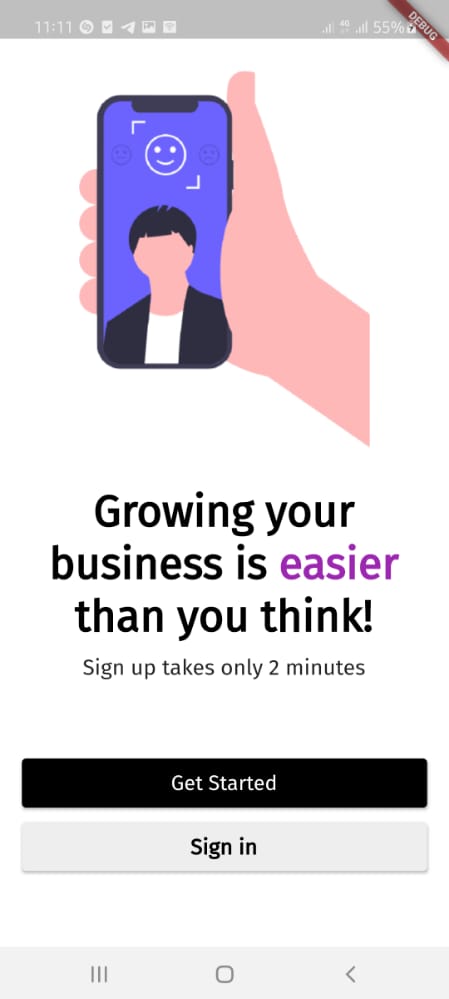 11:11
4G
55%
DEBUG
Growing your
business is easier
than you think!
Sign up takes only 2 minutes
Get Started
Sign in